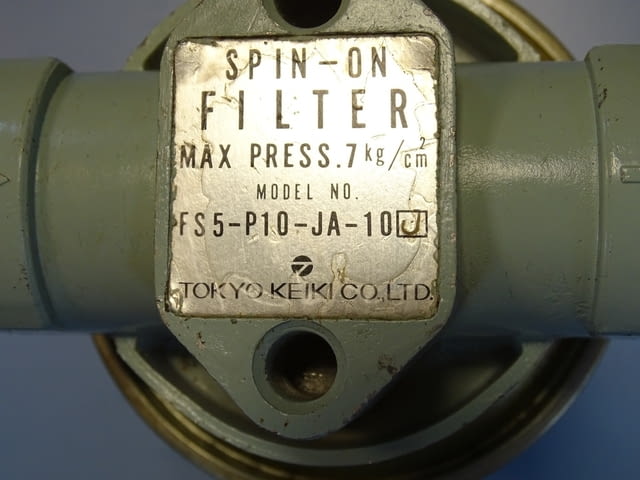 SPIN-ON
FILTER
MAX PRESS.7 kg/cm²
MODEL NO.
FS5-P10-JA-10J
TOKYO KEIKI CO.,LTD.